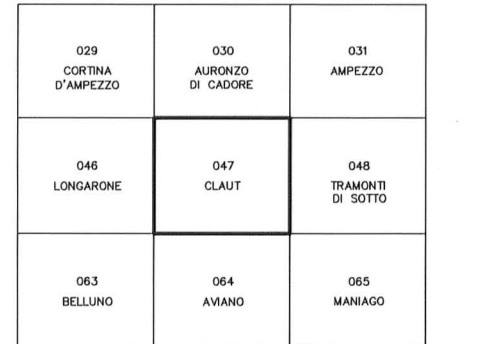 029
CORTINA
D'AMPEZZO
030
AURONZO
DI CADORE
031
AMPEZZO
046
LONGARONE
047
CLAUT
048
TRAMONTI
DI SOTTO
063
BELLUNO
064
AVIANO
065
MANIAGO